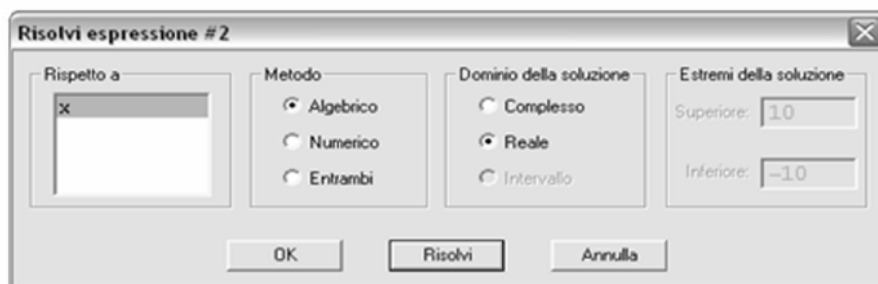 Risolvi espressione #2
Rispetto a
x
Metodo
Algebrico
Numerico
Entrambi
Dominio della soluzione
Complesso
Reale
Intervallo
Estremi della soluzione
Superiore: 10
Inferiore: -10
OK
Risolvi
Annulla